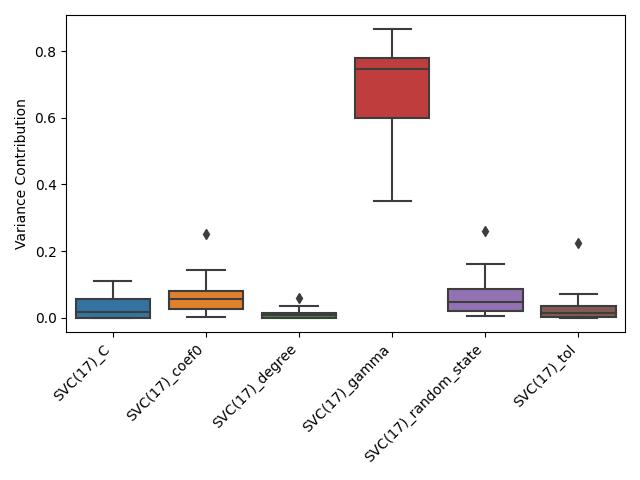 Variance Contribution
0.8
0.6
0.4
0.2
0.0
SVC(17)_C
SVC(17)_coef0
SVC(17)_degree
SVC(17)_gamma
SVC(17)_random_state
SVC(17)_tol